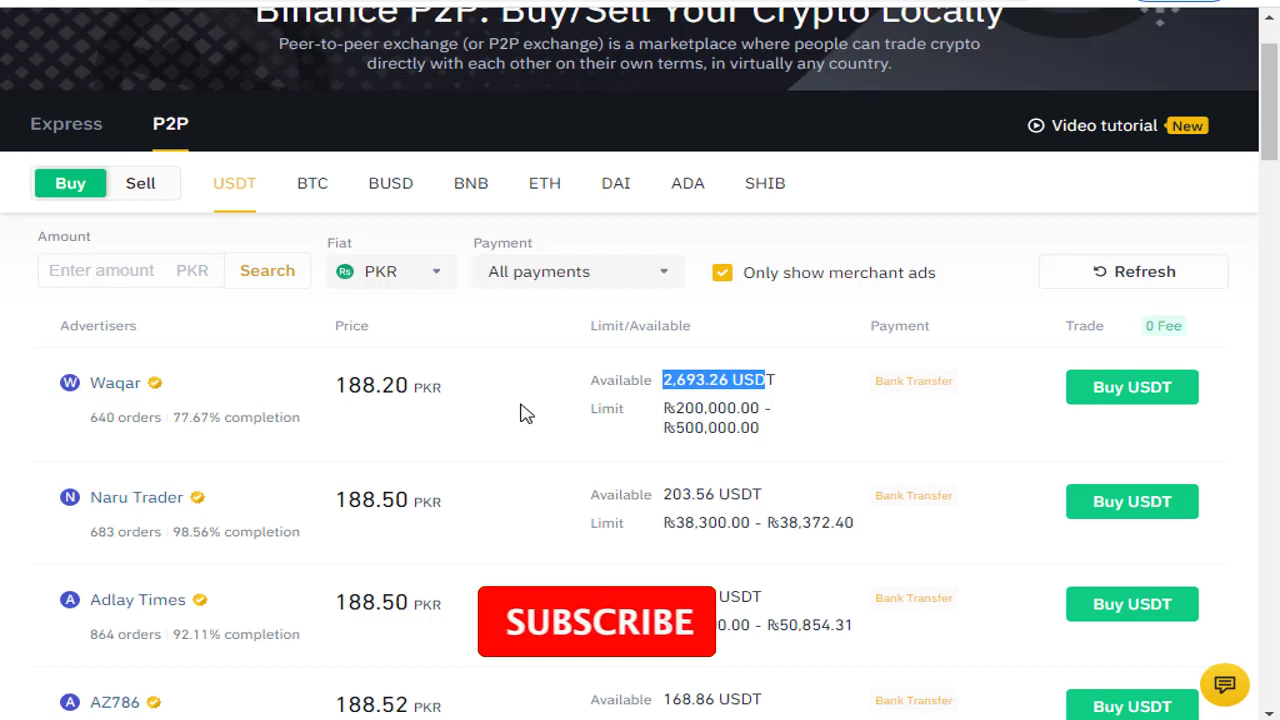 Binance P2P: Buy/Sell Your Crypto Locally
Peer-to-peer exchange (or P2P exchange) is a marketplace where people can trade crypto
directly with each other on their own terms, in virtually any country.
Express P2P Video tutorial New
Buy Sell USDT BTC BUSD BNB ETH DAI ADA SHIB
Amount Fiat Payment
Enter amount PKR Search Rs PKR All payments Only show merchant ads Refresh
Advertisers Price Limit/Available Payment Trade 0 Fee
W Waqar 188.20 PKR Available 2,693.26 USDT Bank Transfer Buy USDT
640 orders 77.67% completion Limit ₨200,000.00 -
₨500,000.00
N Naru Trader 188.50 PKR Available 203.56 USDT Bank Transfer Buy USDT
683 orders 98.56% completion Limit ₨38,300.00 - ₨38,372.40
A Adlay Times 188.50 PKR USDT Bank Transfer Buy USDT
864 orders 92.11% completion 0.00 - ₨50,854.31
SUBSCRIBE
A AZ786 188.52 PKR Available 168.86 USDT Bank Transfer Buy USDT